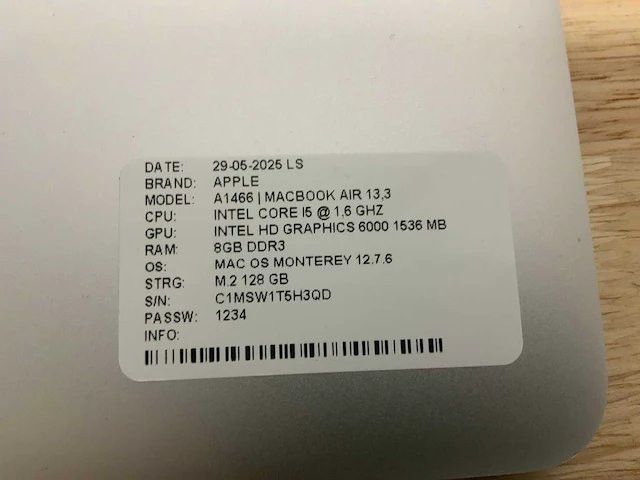 DATE: 29-05-2025 LS
BRAND: APPLE
MODEL: A1466 | MACBOOK AIR 13,3
CPU: INTEL CORE I5 @ 1,6 GHZ
GPU: INTEL HD GRAPHICS 6000 1536 MB
RAM: 8GB DDR3
OS: MAC OS MONTEREY 12.7.6
STRG: M.2 128 GB
S/N: C1MSW1T5H3QD
PASSW: 1234
INFO: